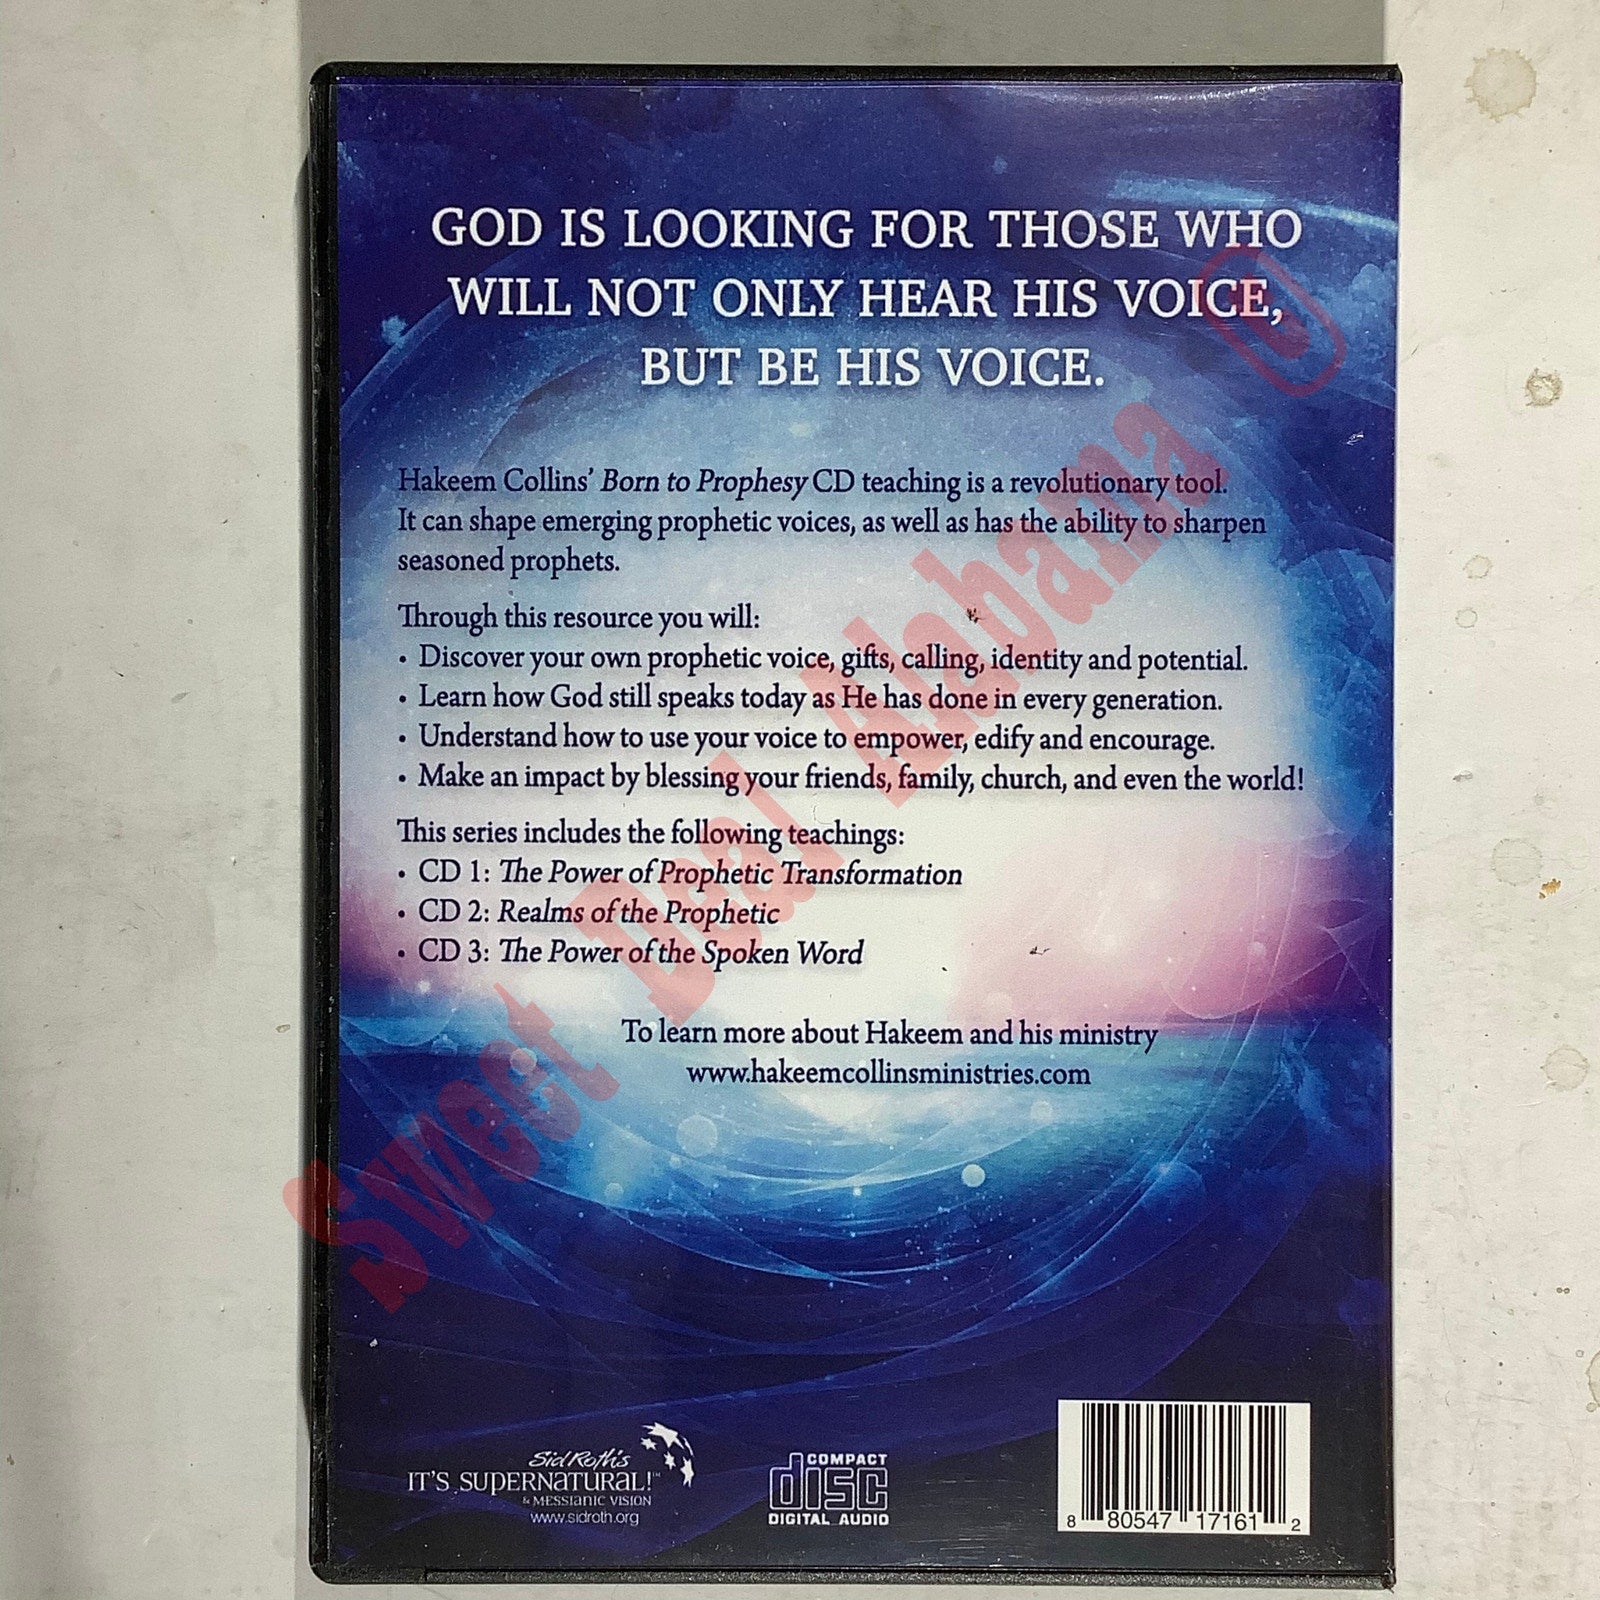 GOD IS LOOKING FOR THOSE WHO
WILL NOT ONLY HEAR HIS VOICE,
BUT BE HIS VOICE.
Hakeem Collins' Born to Prophesy CD teaching is a revolutionary tool.
It can shape emerging prophetic voices, as well as has the ability to sharpen
seasoned prophets.
Through this resource you will:
• Discover your own prophetic voice, gifts, calling, identity and potential.
• Learn how God still speaks today as He has done in every generation.
• Understand how to use your voice to empower, edify and encourage.
• Make an impact by blessing your friends, family, church, and even the world!
This series includes the following teachings:
• CD 1: The Power of Prophetic Transformation
• CD 2: Realms of the Prophetic
• CD 3: The Power of the Spoken Word
To learn more about Hakeem and his ministry
www.hakeemcollinsministries.com
Sid Roth's
IT'S SUPERNATURAL!™
& MESSIANIC VISION
www.sidroth.org
COMPACT
disc
DIGITAL AUDIO
8 80547 17161 2
Sweet Deal Alabama ©